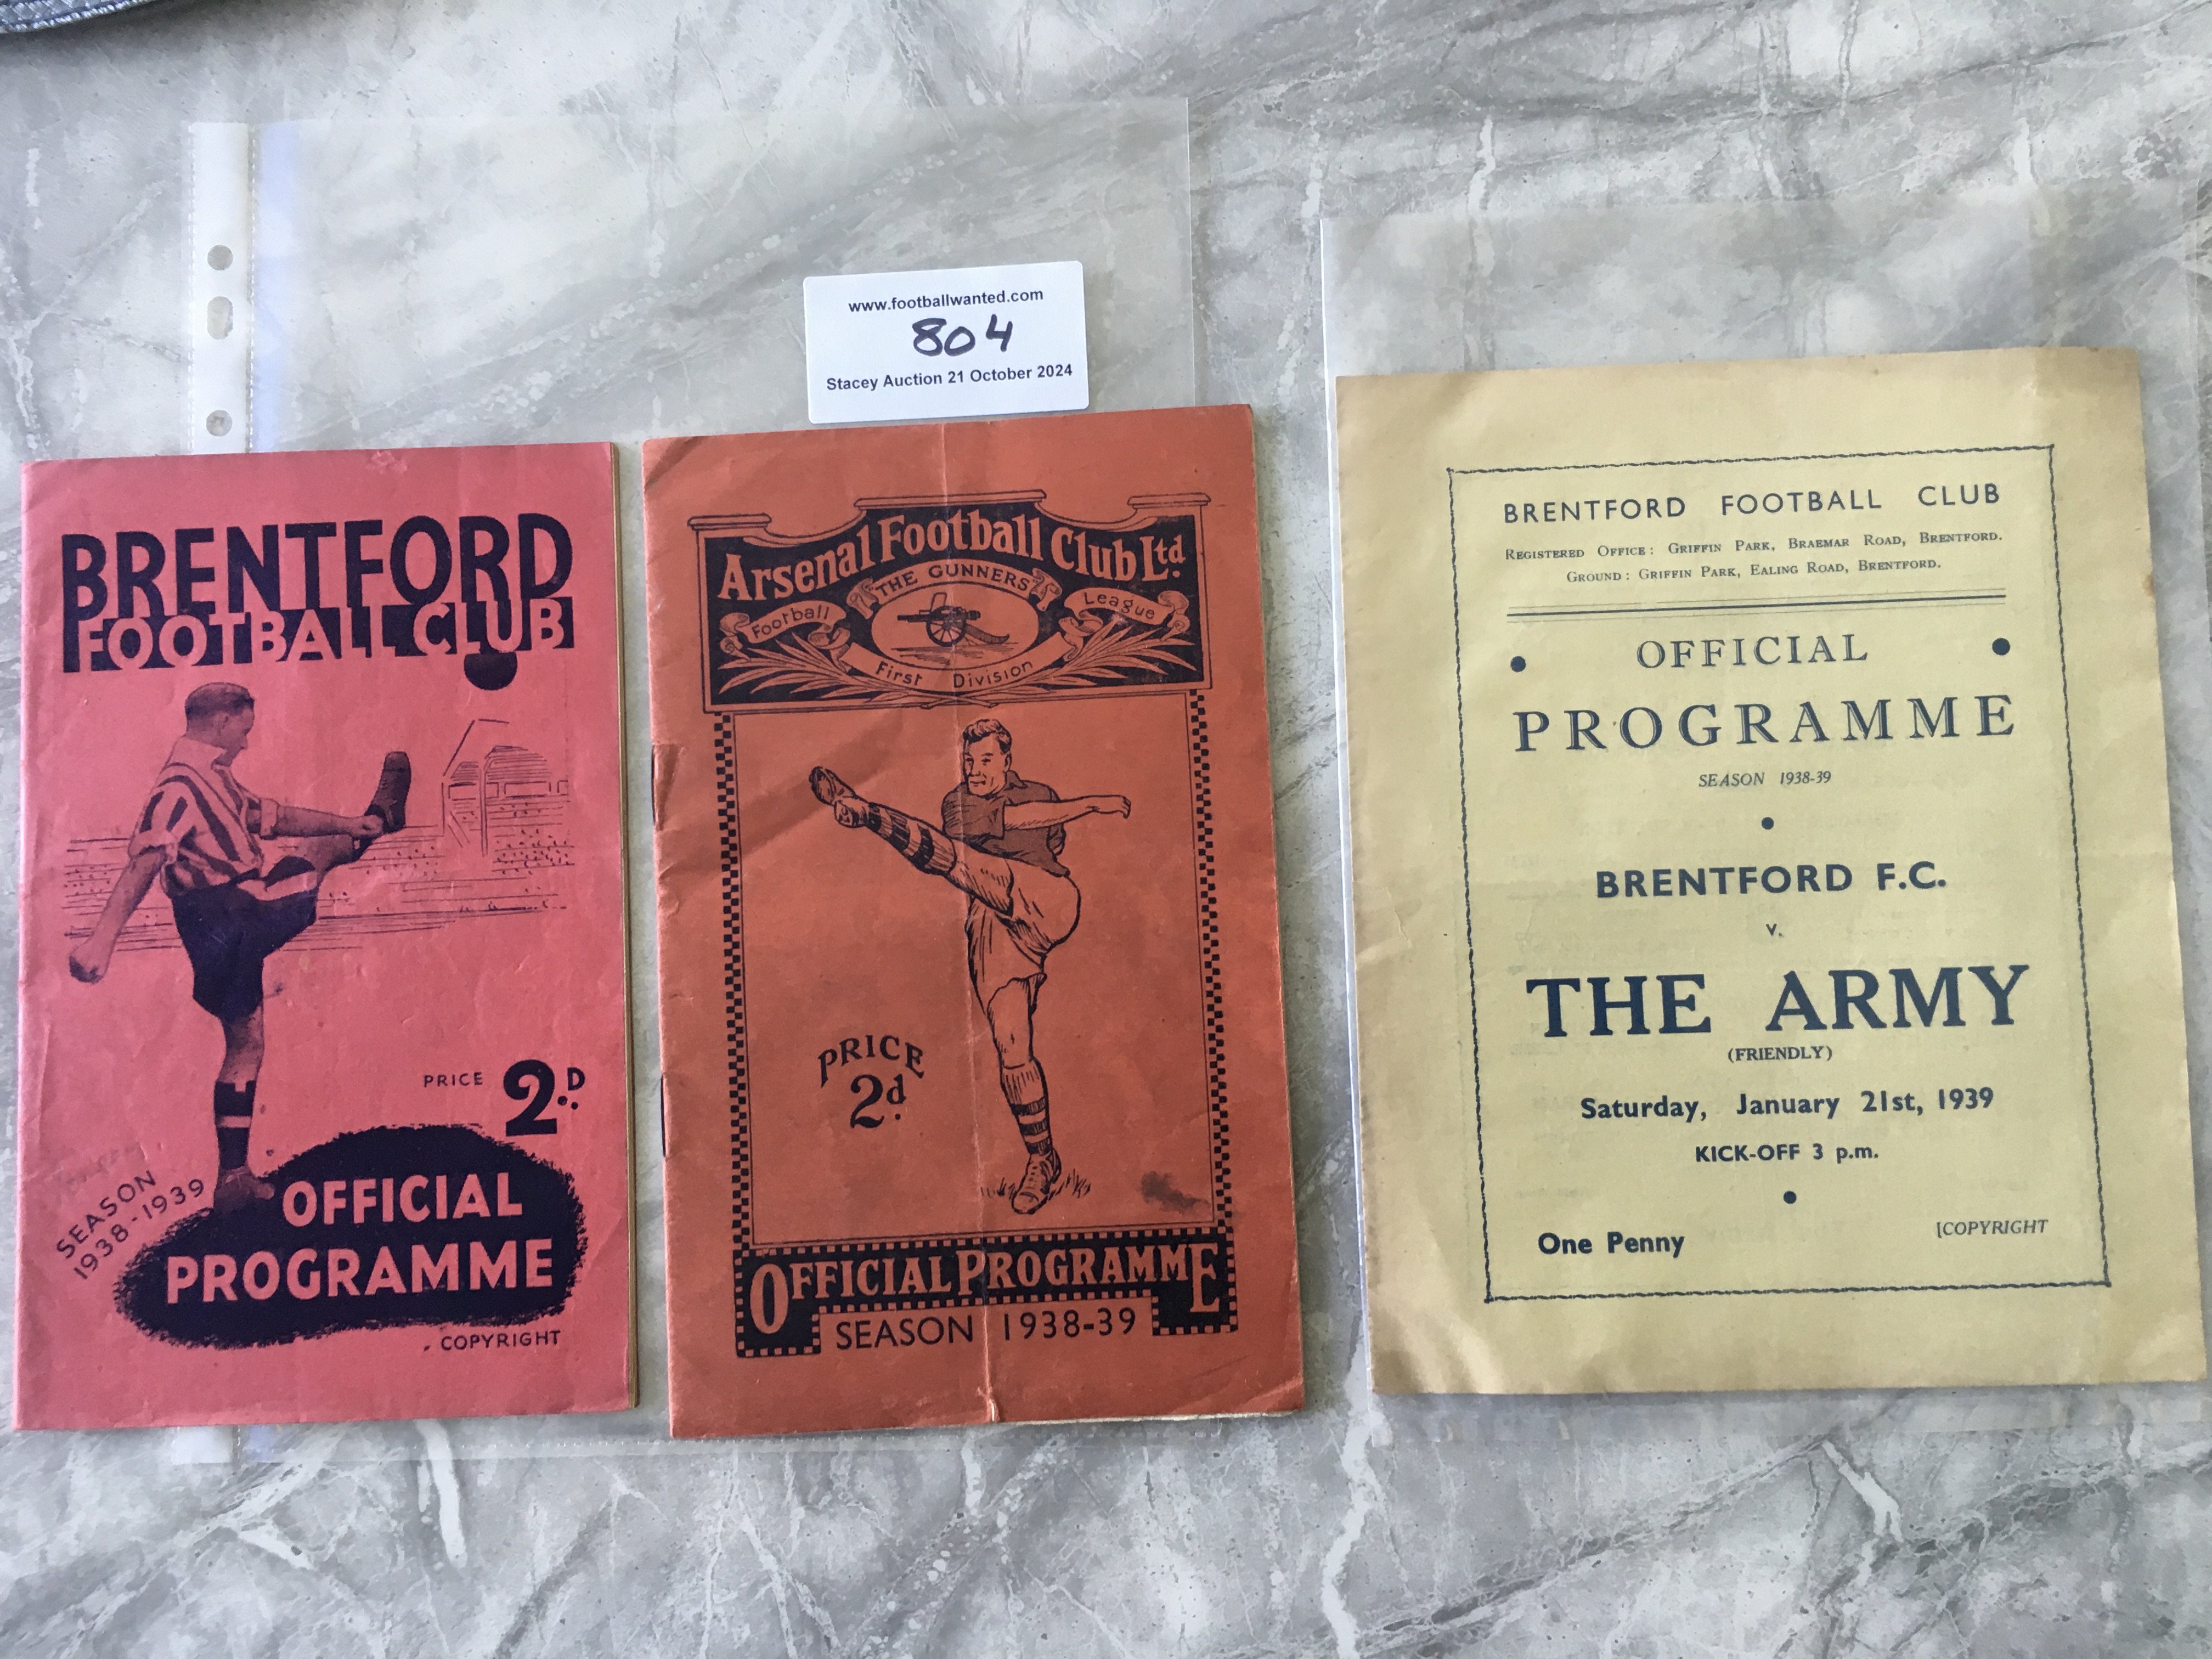 www.footballwanted.com
804
Stacey Auction 21 October 2024
BRENTFORD
FOOTBALL CLUB
PRICE 2D.
SEASON
1938-1939
OFFICIAL
PROGRAMME
COPYRIGHT
Arsenal Football Club Ltd.
THE GUNNERS
Football League
First Division
PRICE
2d.
OFFICIAL PROGRAMME
SEASON 1938-39
BRENTFORD FOOTBALL CLUB
REGISTERED OFFICE: GRIFFIN PARK, BRAEMAR ROAD, BRENTFORD.
GROUND: GRIFFIN PARK, EALING ROAD, BRENTFORD.
• OFFICIAL •
PROGRAMME
SEASON 1938-39
•
BRENTFORD F.C.
v.
THE ARMY
(FRIENDLY)
Saturday, January 21st, 1939
KICK-OFF 3 p.m.
•
One Penny [COPYRIGHT